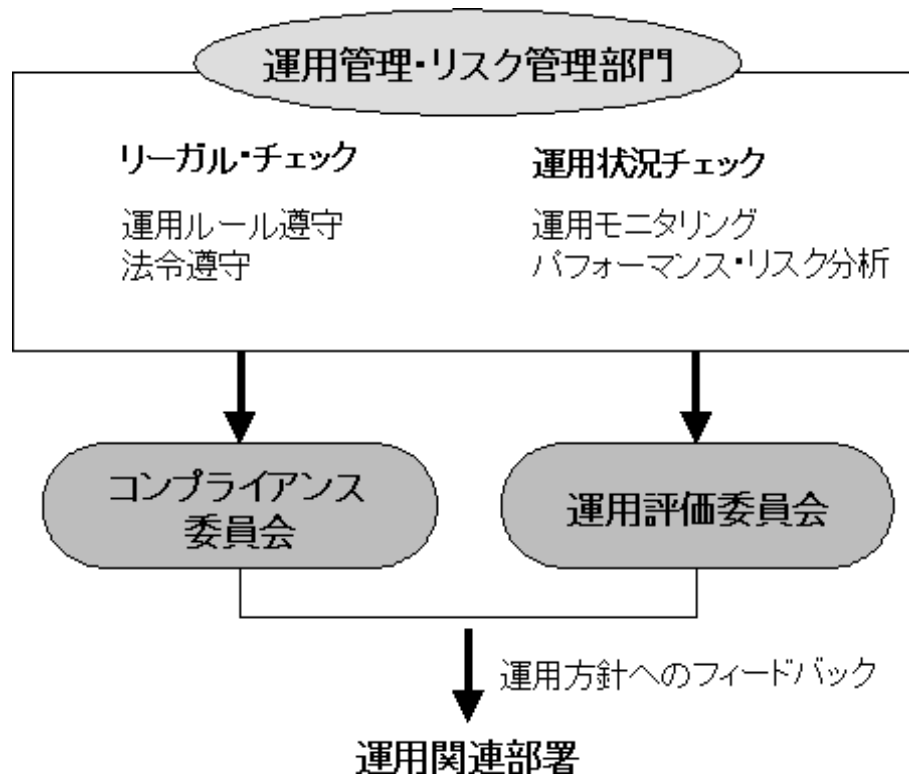 運用管理・リスク管理部門
リーガル・チェック
運用ルール遵守
法令遵守
運用状況チェック
運用モニタリング
パフォーマンス・リスク分析
コンプライアンス
委員会
運用評価委員会
運用方針へのフィードバック
運用関連部署